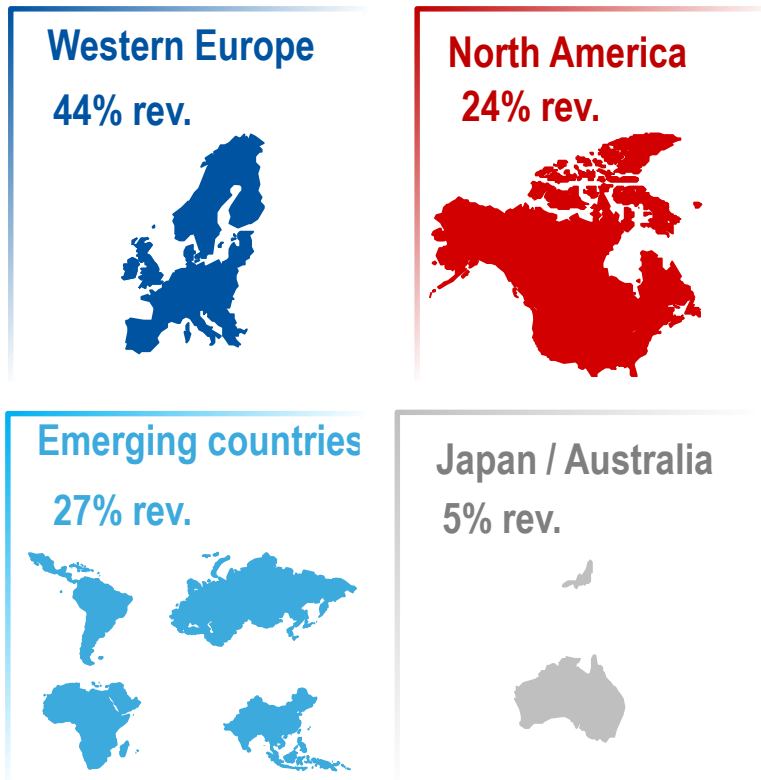 Western Europe
44% rev.
North America
24% rev.
Emerging countries
27% rev.
Japan / Australia
5% rev.